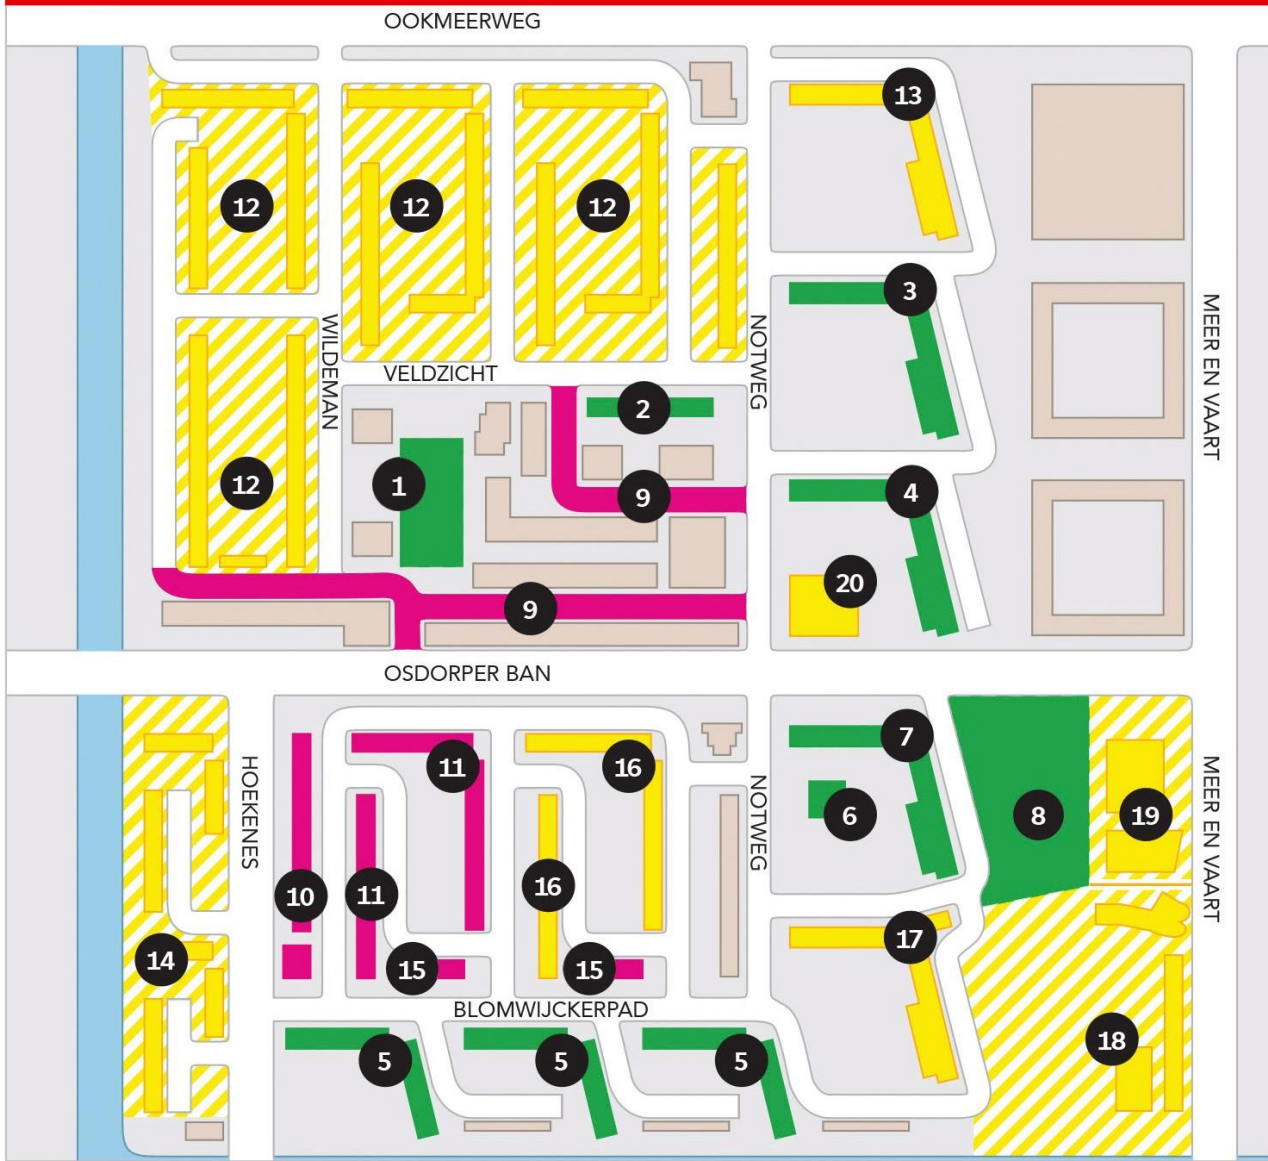 OOKMEERWEG
13
12
12
12
3
WILDEMAN
NOTWEG
MEER EN VAART
VELDZICHT
2
12
1
9
4
20
9
OSDORPER BAN
HOEKENES
11
16
7
NOTWEG
MEER EN VAART
6
8
19
10
11
16
14
15
15
17
BLOMWIJCKERPAD
5
5
5
18